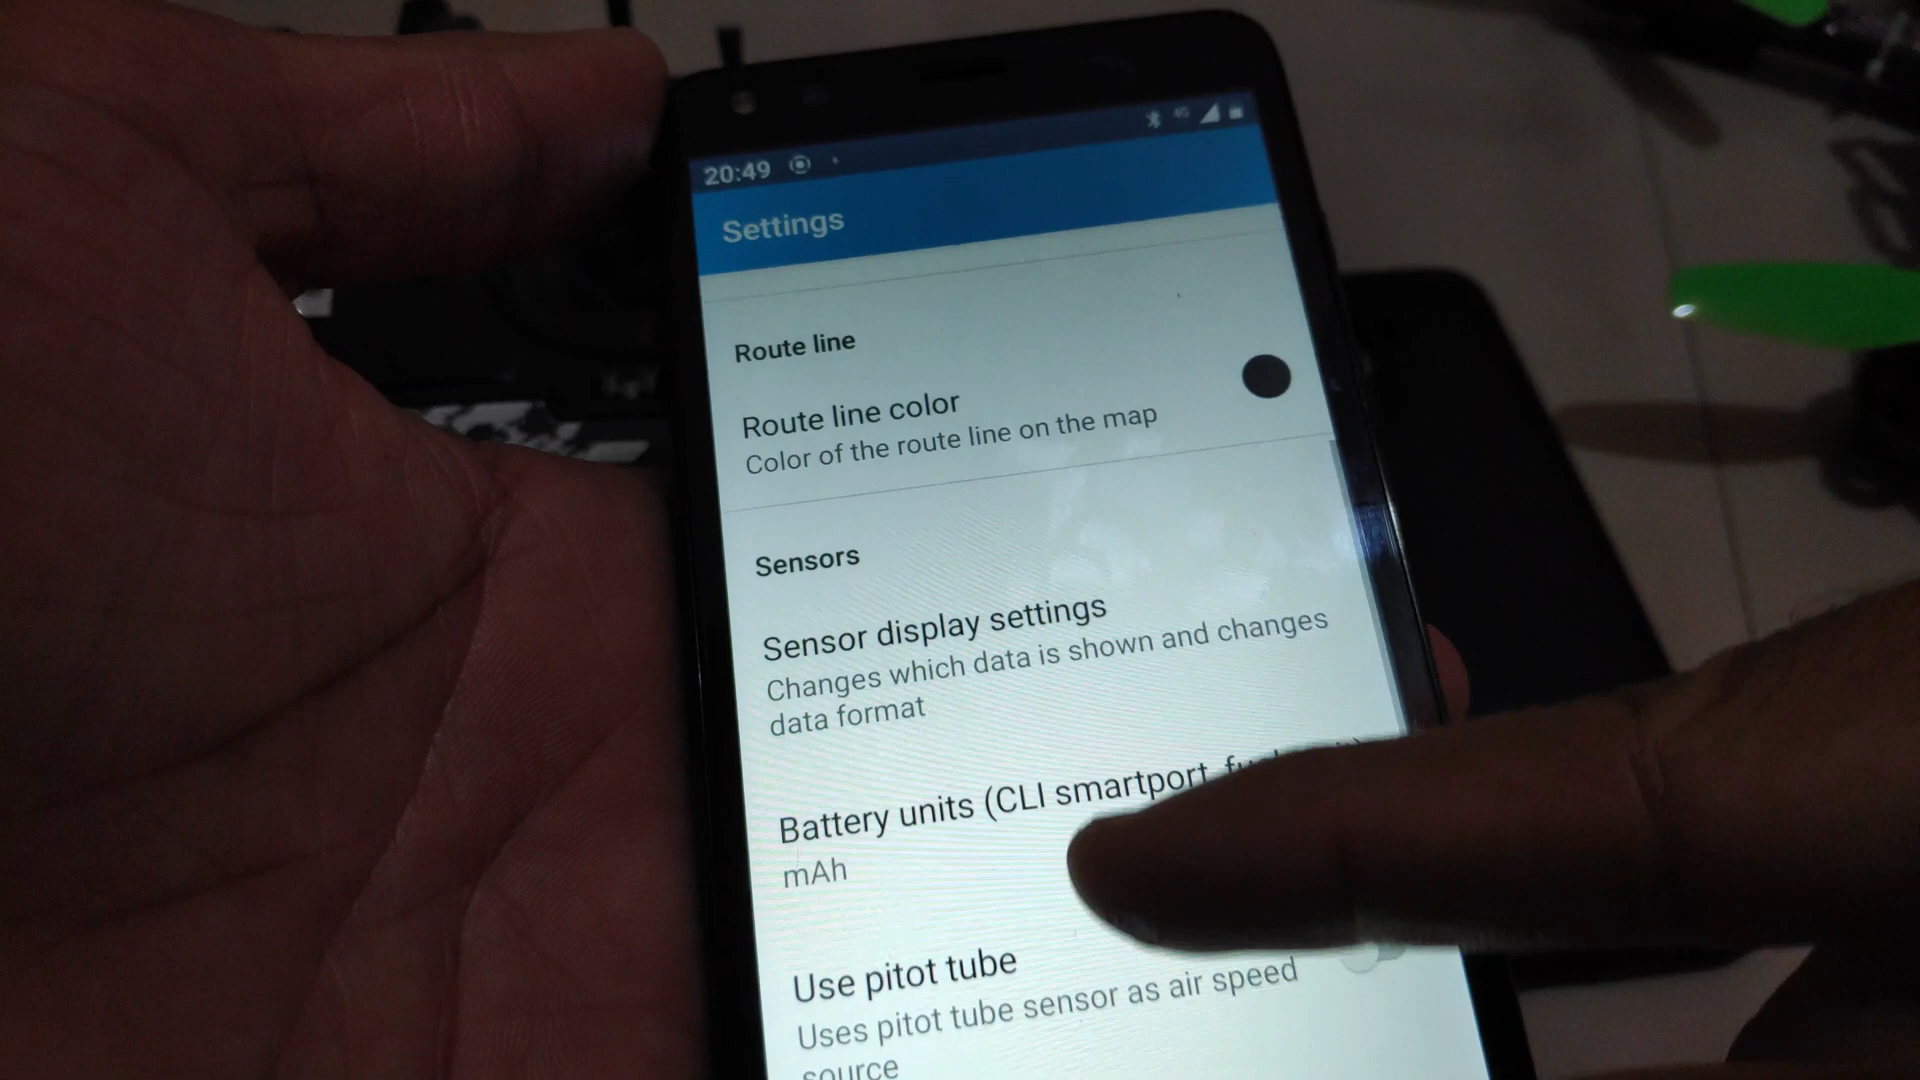 20:49
4G
Settings
Route line
Route line color
Color of the route line on the map
Sensors
Sensor display settings
Changes which data is shown and changes
data format
Battery units (CLI smartport
mAh
Use pitot tube
Uses pitot tube sensor as air speed
source